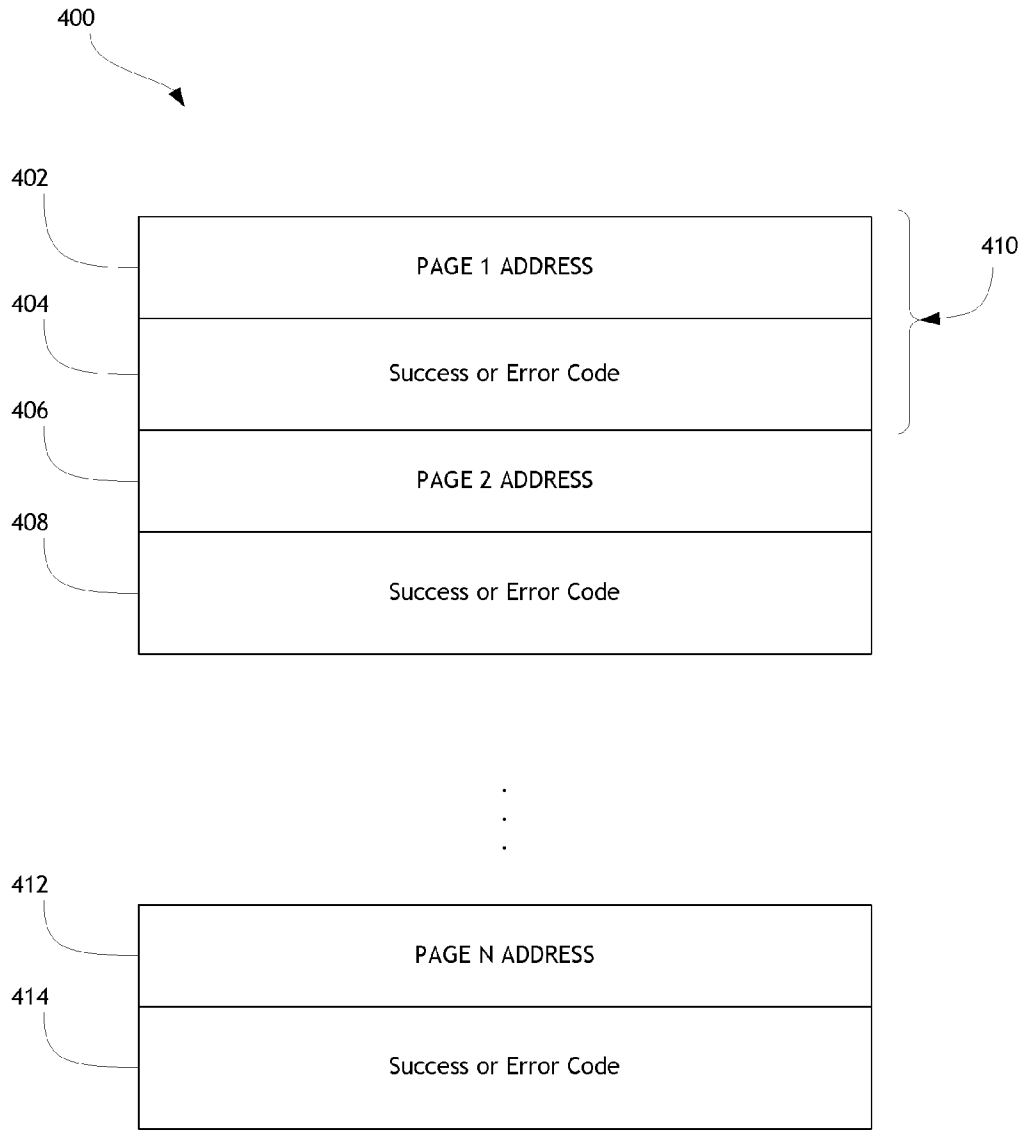 400
402
PAGE 1 ADDRESS
410
404
Success or Error Code
406
PAGE 2 ADDRESS
408
Success or Error Code
.
.
.
412
PAGE N ADDRESS
414
Success or Error Code